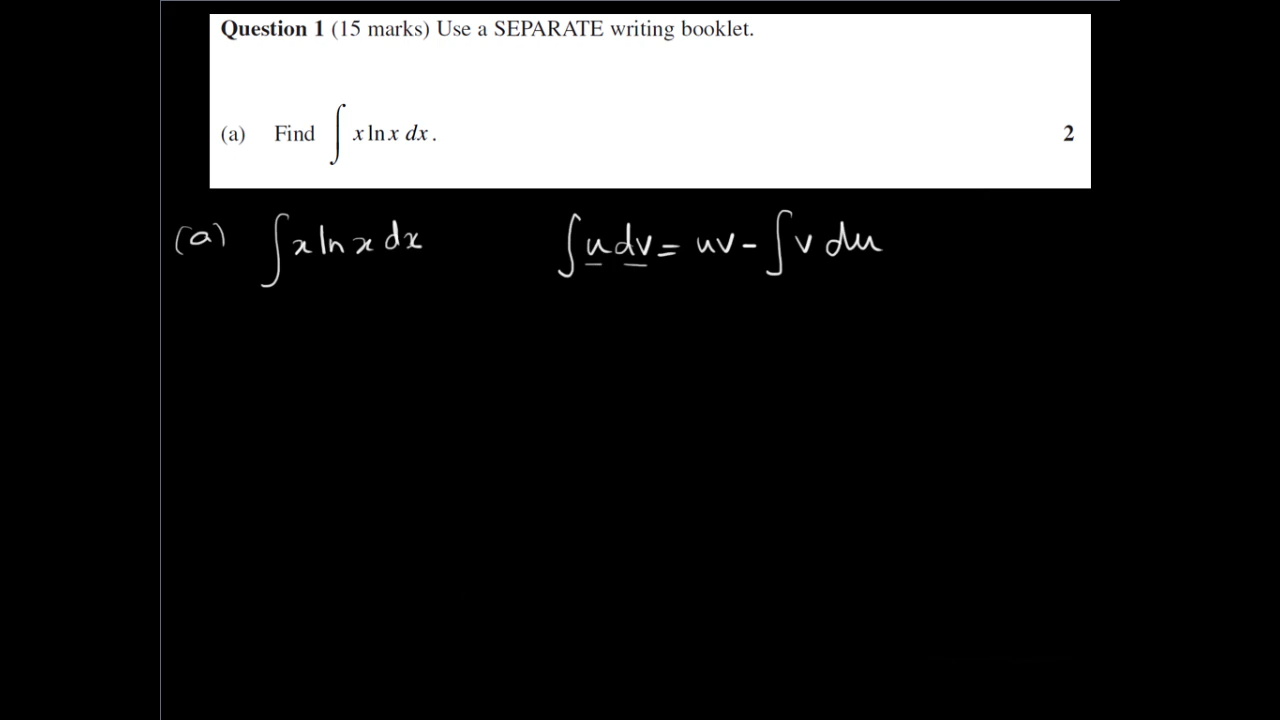 Question 1 (15 marks) Use a SEPARATE writing booklet.
(a) Find ∫ x ln x dx. 2
(a) ∫ x ln x dx ∫ u dv = uv - ∫ v du